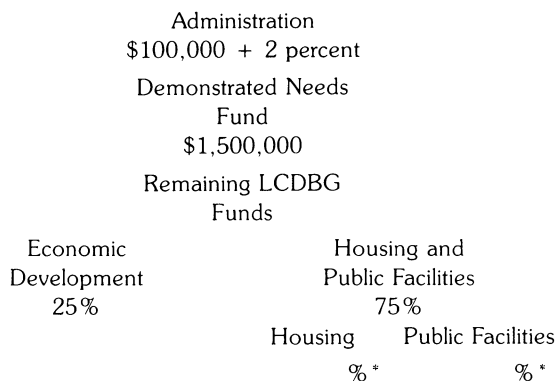 Administration
$100,000 + 2 percent
Demonstrated Needs
Fund
$1,500,000
Remaining LCDBG
Funds
Economic Housing and
Development Public Facilities
25% 75%
Housing Public Facilities
%* %*